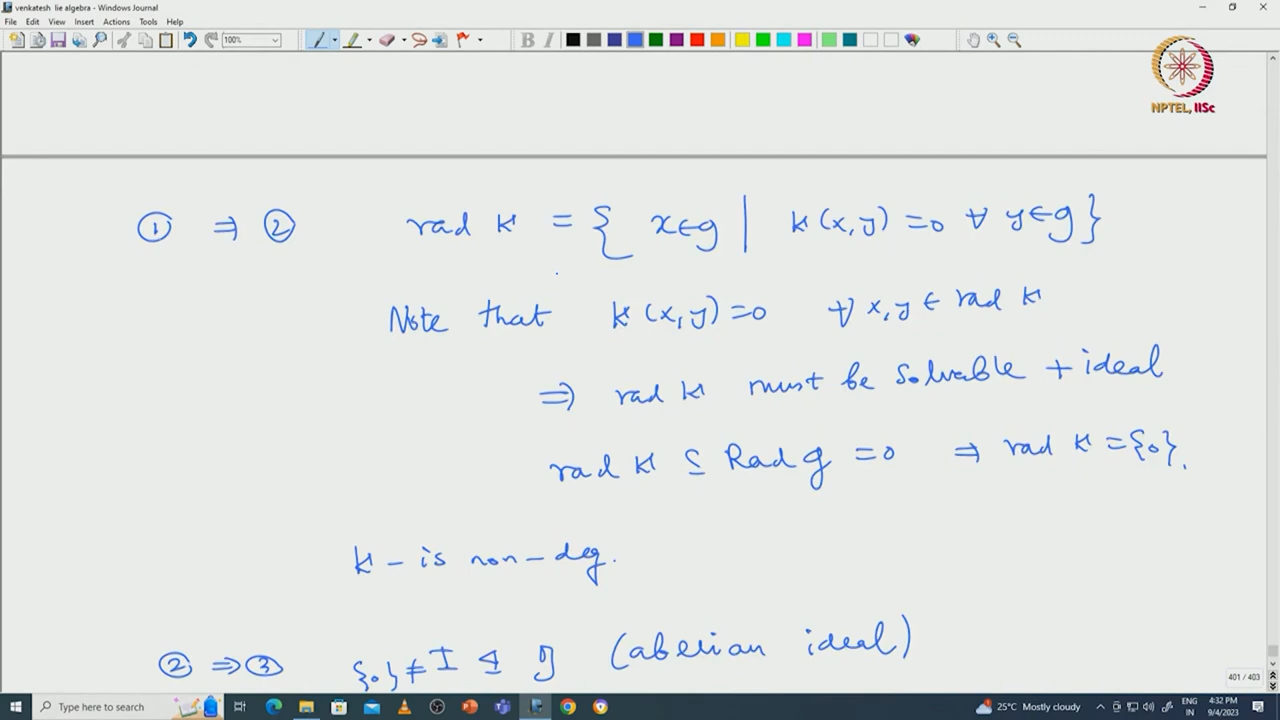 venkatesh lie algebra - Windows Journal
File Edit View Insert Actions Tools Help
100%
B I
NPTEL, IISc
① ⇒ ② rad κ = { x∈g | κ(x,y) =0 ∀ y∈g}
Note that κ(x,y)=0 ∀ x,y ∈ rad κ
⇒ rad κ must be solvable + ideal
rad κ ⊆ Rad g =0 ⇒ rad κ ={0}.
κ - is non-deg.
② ⇒ ③ {0} ≠ I ⊴ g (abelian ideal)
401 / 403
Type here to search
25°C Mostly cloudy
ENG
IN
4:32 PM
9/4/2023